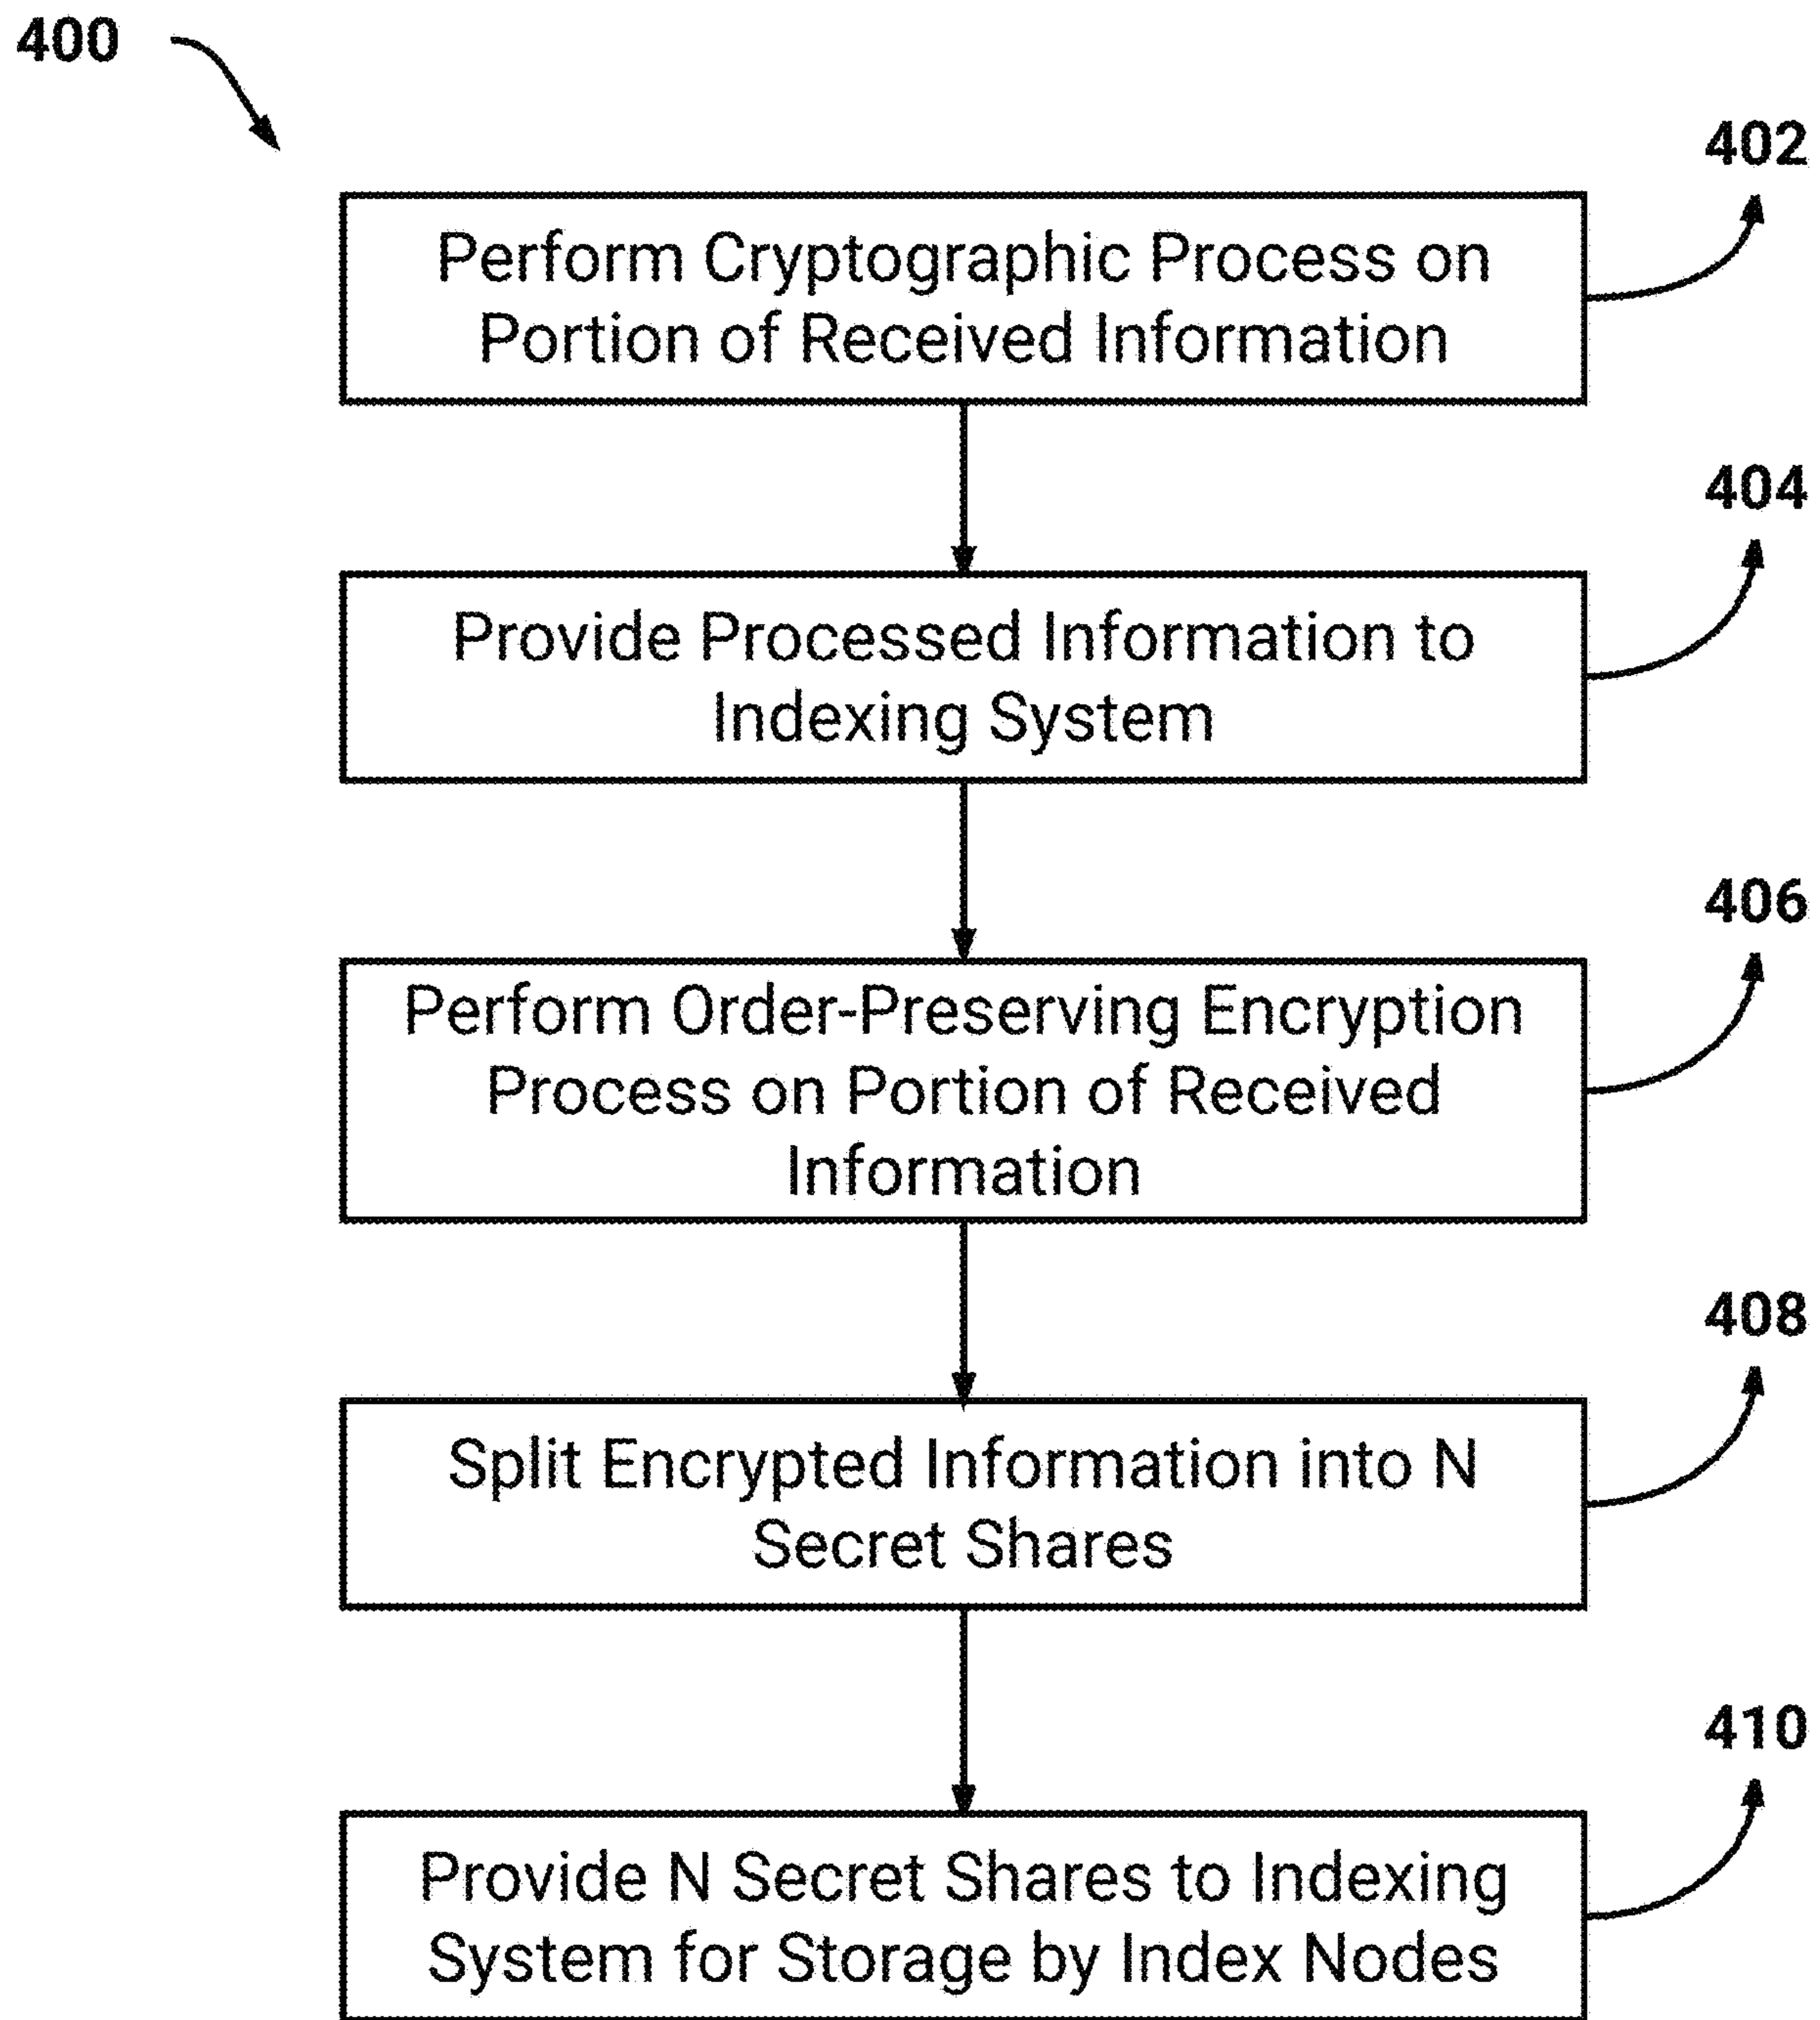 400
402
Perform Cryptographic Process on
Portion of Received Information
404
Provide Processed Information to
Indexing System
406
Perform Order-Preserving Encryption
Process on Portion of Received
Information
408
Split Encrypted Information into N
Secret Shares
410
Provide N Secret Shares to Indexing
System for Storage by Index Nodes